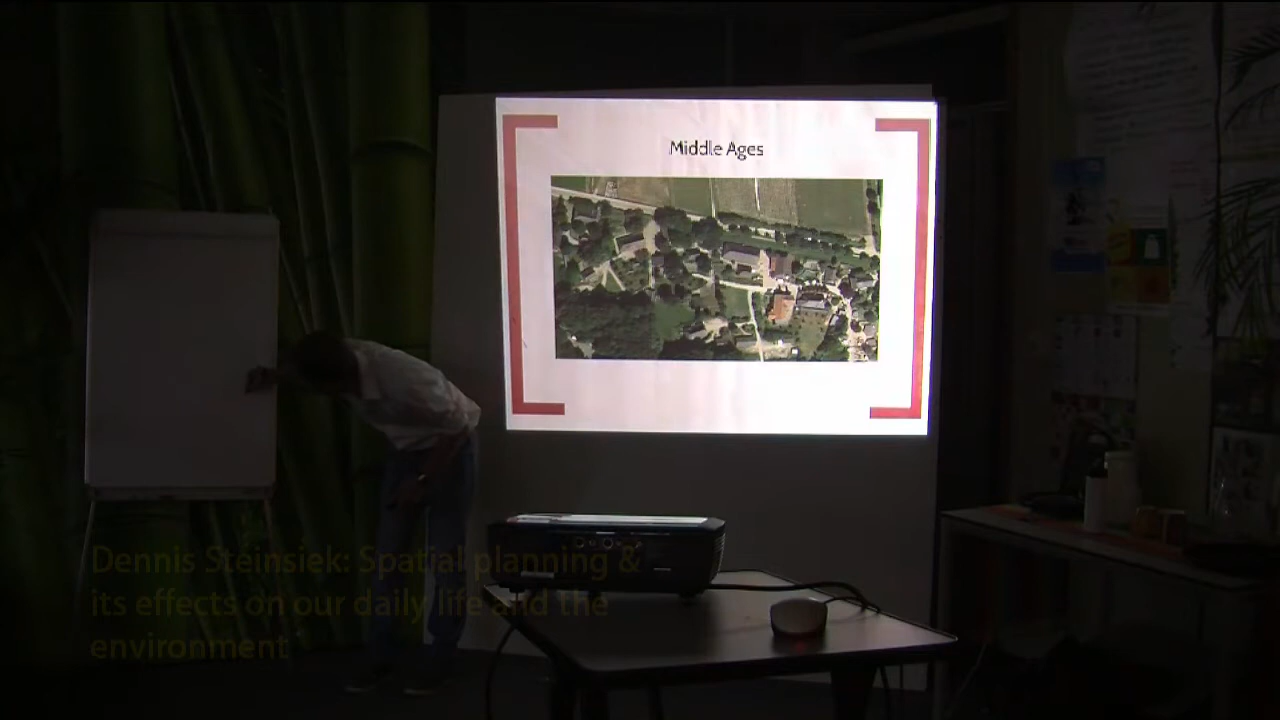 Middle Ages
Dennis Steinsiek: Spatial planning &
its effects on our daily life and the
environment